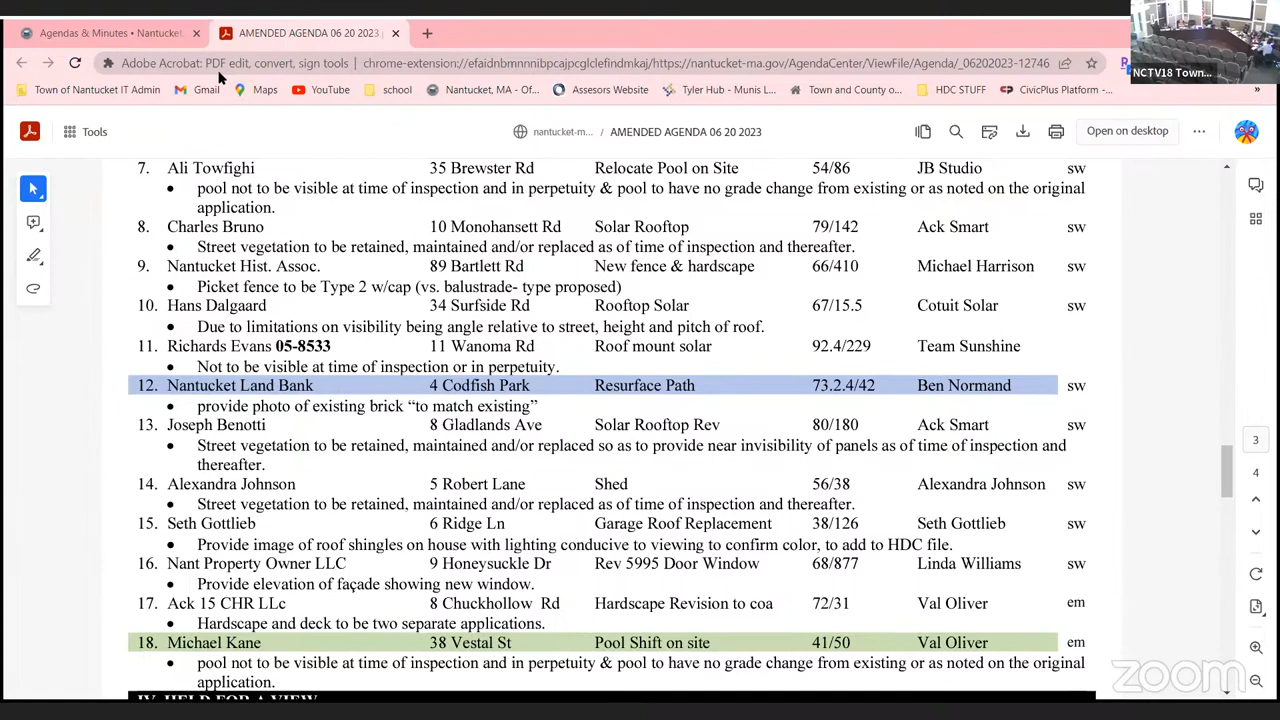 Agendas & Minutes • Nantucket,
AMENDED AGENDA 06 20 2023
Adobe Acrobat: PDF edit, convert, sign tools | chrome-extension://efaidnbmnnnibpcajpcglclefindmkaj/https://nantucket-ma.gov/AgendaCenter/ViewFile/Agenda/_06202023-12746
NCTV18 Town...
Town of Nantucket IT Admin Gmail Maps YouTube school Nantucket, MA - Of... Assessors Website Tyler Hub - Munis L... Town and County o... HDC STUFF CivicPlus Platform -...
Tools nantucket-m... / AMENDED AGENDA 06 20 2023 Open on desktop
7. Ali Towfighi 35 Brewster Rd Relocate Pool on Site 54/86 JB Studio sw
• pool not to be visible at time of inspection and in perpetuity & pool to have no grade change from existing or as noted on the original
application.
8. Charles Bruno 10 Monohansett Rd Solar Rooftop 79/142 Ack Smart sw
• Street vegetation to be retained, maintained and/or replaced as of time of inspection and thereafter.
9. Nantucket Hist. Assoc. 89 Bartlett Rd New fence & hardscape 66/410 Michael Harrison sw
• Picket fence to be Type 2 w/cap (vs. balustrade- type proposed)
10. Hans Dalgaard 34 Surfside Rd Rooftop Solar 67/15.5 Cotuit Solar sw
• Due to limitations on visibility being angle relative to street, height and pitch of roof.
11. Richards Evans 05-8533 11 Wanoma Rd Roof mount solar 92.4/229 Team Sunshine
• Not to be visible at time of inspection or in perpetuity.
12. Nantucket Land Bank 4 Codfish Park Resurface Path 73.2.4/42 Ben Normand sw
• provide photo of existing brick “to match existing”
13. Joseph Benotti 8 Gladlands Ave Solar Rooftop Rev 80/180 Ack Smart sw
• Street vegetation to be retained, maintained and/or replaced so as to provide near invisibility of panels as of time of inspection and
thereafter.
14. Alexandra Johnson 5 Robert Lane Shed 56/38 Alexandra Johnson sw
• Street vegetation to be retained, maintained and/or replaced as of time of inspection and thereafter.
15. Seth Gottlieb 6 Ridge Ln Garage Roof Replacement 38/126 Seth Gottlieb sw
• Provide image of roof shingles on house with lighting conducive to viewing to confirm color, to add to HDC file.
16. Nant Property Owner LLC 9 Honeysuckle Dr Rev 5995 Door Window 68/877 Linda Williams sw
• Provide elevation of façade showing new window.
17. Ack 15 CHR LLc 8 Chuckhollow Rd Hardscape Revision to coa 72/31 Val Oliver em
• Hardscape and deck to be two separate applications.
18. Michael Kane 38 Vestal St Pool Shift on site 41/50 Val Oliver em
• pool not to be visible at time of inspection and in perpetuity & pool to have no grade change from existing or as noted on the original
application.
IV. HELD FOR A VIEW
3
4
zoom